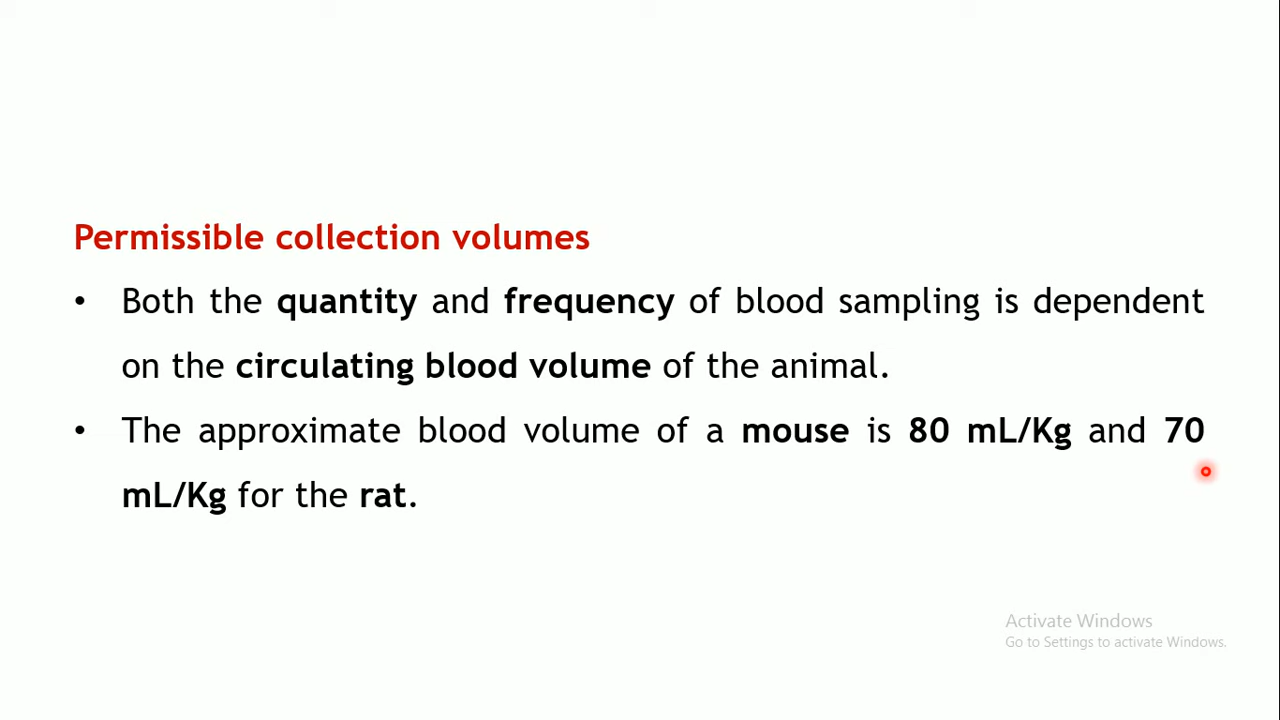 Permissible collection volumes
• Both the quantity and frequency of blood sampling is dependent
on the circulating blood volume of the animal.
• The approximate blood volume of a mouse is 80 mL/Kg and 70
mL/Kg for the rat.
Activate Windows
Go to Settings to activate Windows.